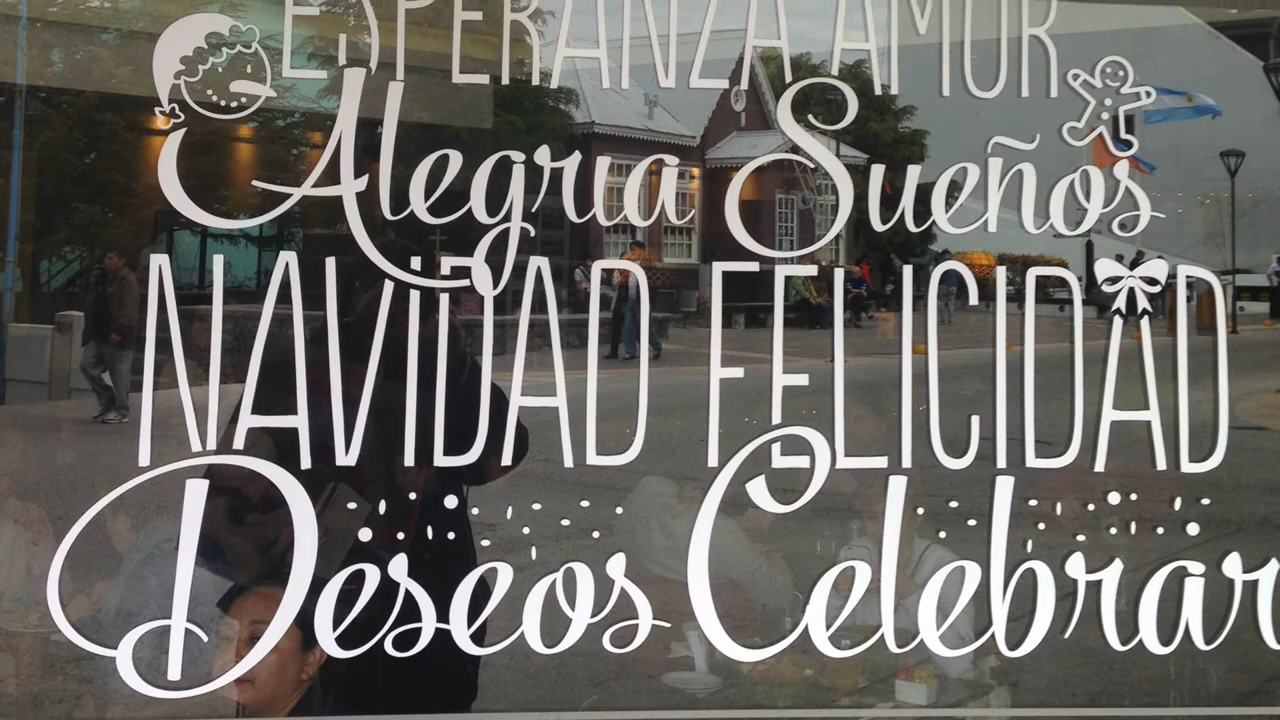 ESPERANZA AMOR
Alegria Sueños
NAVIDAD FELICIDAD
Deseos Celebrar